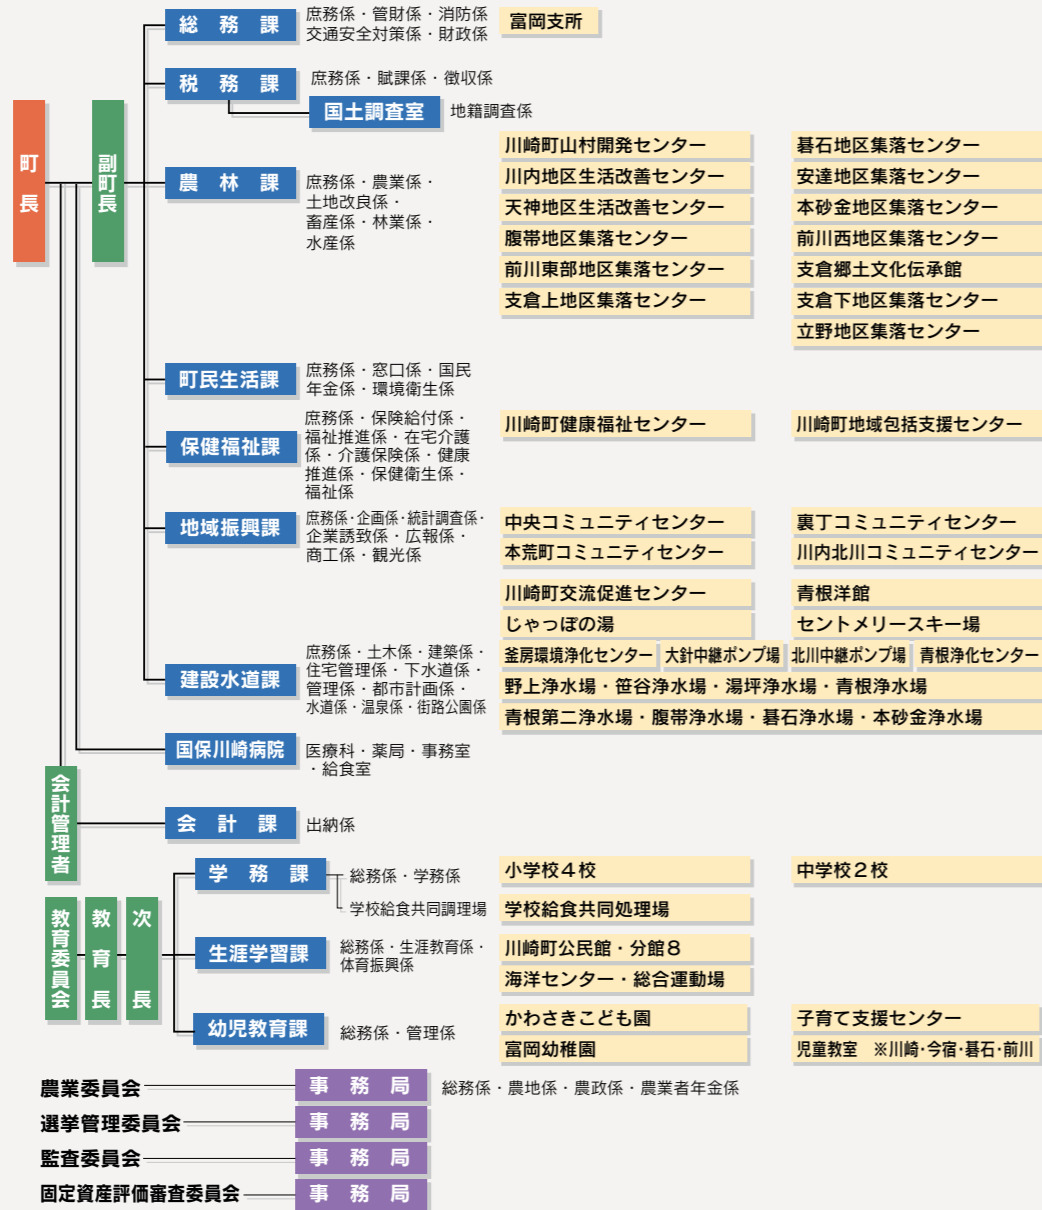 町長
副町長
総務課
庶務係・管財係・消防係
交通安全対策係・財政係
富岡支所
税務課
庶務係・賦課係・徴収係
国土調査室
地籍調査係
農林課
庶務係・農業係・
土地改良係・
畜産係・林業係・
水産係
川崎町山村開発センター
碁石地区集落センター
川内地区生活改善センター
安達地区集落センター
天神地区生活改善センター
本砂金地区集落センター
腹帯地区集落センター
前川西地区集落センター
前川東部地区集落センター
支倉郷土文化伝承館
支倉上地区集落センター
支倉下地区集落センター
立野地区集落センター
町民生活課
庶務係・窓口係・国民
年金係・環境衛生係
保健福祉課
庶務係・保険給付係・
福祉推進係・在宅介護
係・介護保険係・健康
推進係・保健衛生係・
福祉係
川崎町健康福祉センター
川崎町地域包括支援センター
地域振興課
庶務係・企画係・統計調査係・
企業誘致係・広報係・
商工係・観光係
中央コミュニティセンター
裏丁コミュニティセンター
本荒町コミュニティセンター
川内北川コミュニティセンター
川崎町交流促進センター
青根洋館
じゃっぽの湯
セントメリースキー場
建設水道課
庶務係・土木係・建築係・
住宅管理係・下水道係・
管理係・都市計画係・
水道係・温泉係・街路公園係
釜房環境浄化センター
大針中継ポンプ場
北川中継ポンプ場
青根浄化センター
野上浄水場・笹谷浄水場・湯坪浄水場・青根浄水場
青根第二浄水場・腹帯浄水場・碁石浄水場・本砂金浄水場
国保川崎病院
医療科・薬局・事務室
・給食室
会計管理者
会計課
出納係
教育委員会
教育長
次長
学務課
総務係・学務係
学校給食共同調理場
小学校4校
中学校2校
学校給食共同処理場
生涯学習課
総務係・生涯教育係・
体育振興係
川崎町公民館・分館8
海洋センター・総合運動場
幼児教育課
総務係・管理係
かわさきこども園
子育て支援センター
富岡幼稚園
児童教室 ※川崎・今宿・碁石・前川
農業委員会
事務局
総務係・農地係・農政係・農業者年金係
選挙管理委員会
事務局
監査委員会
事務局
固定資産評価審査委員会
事務局